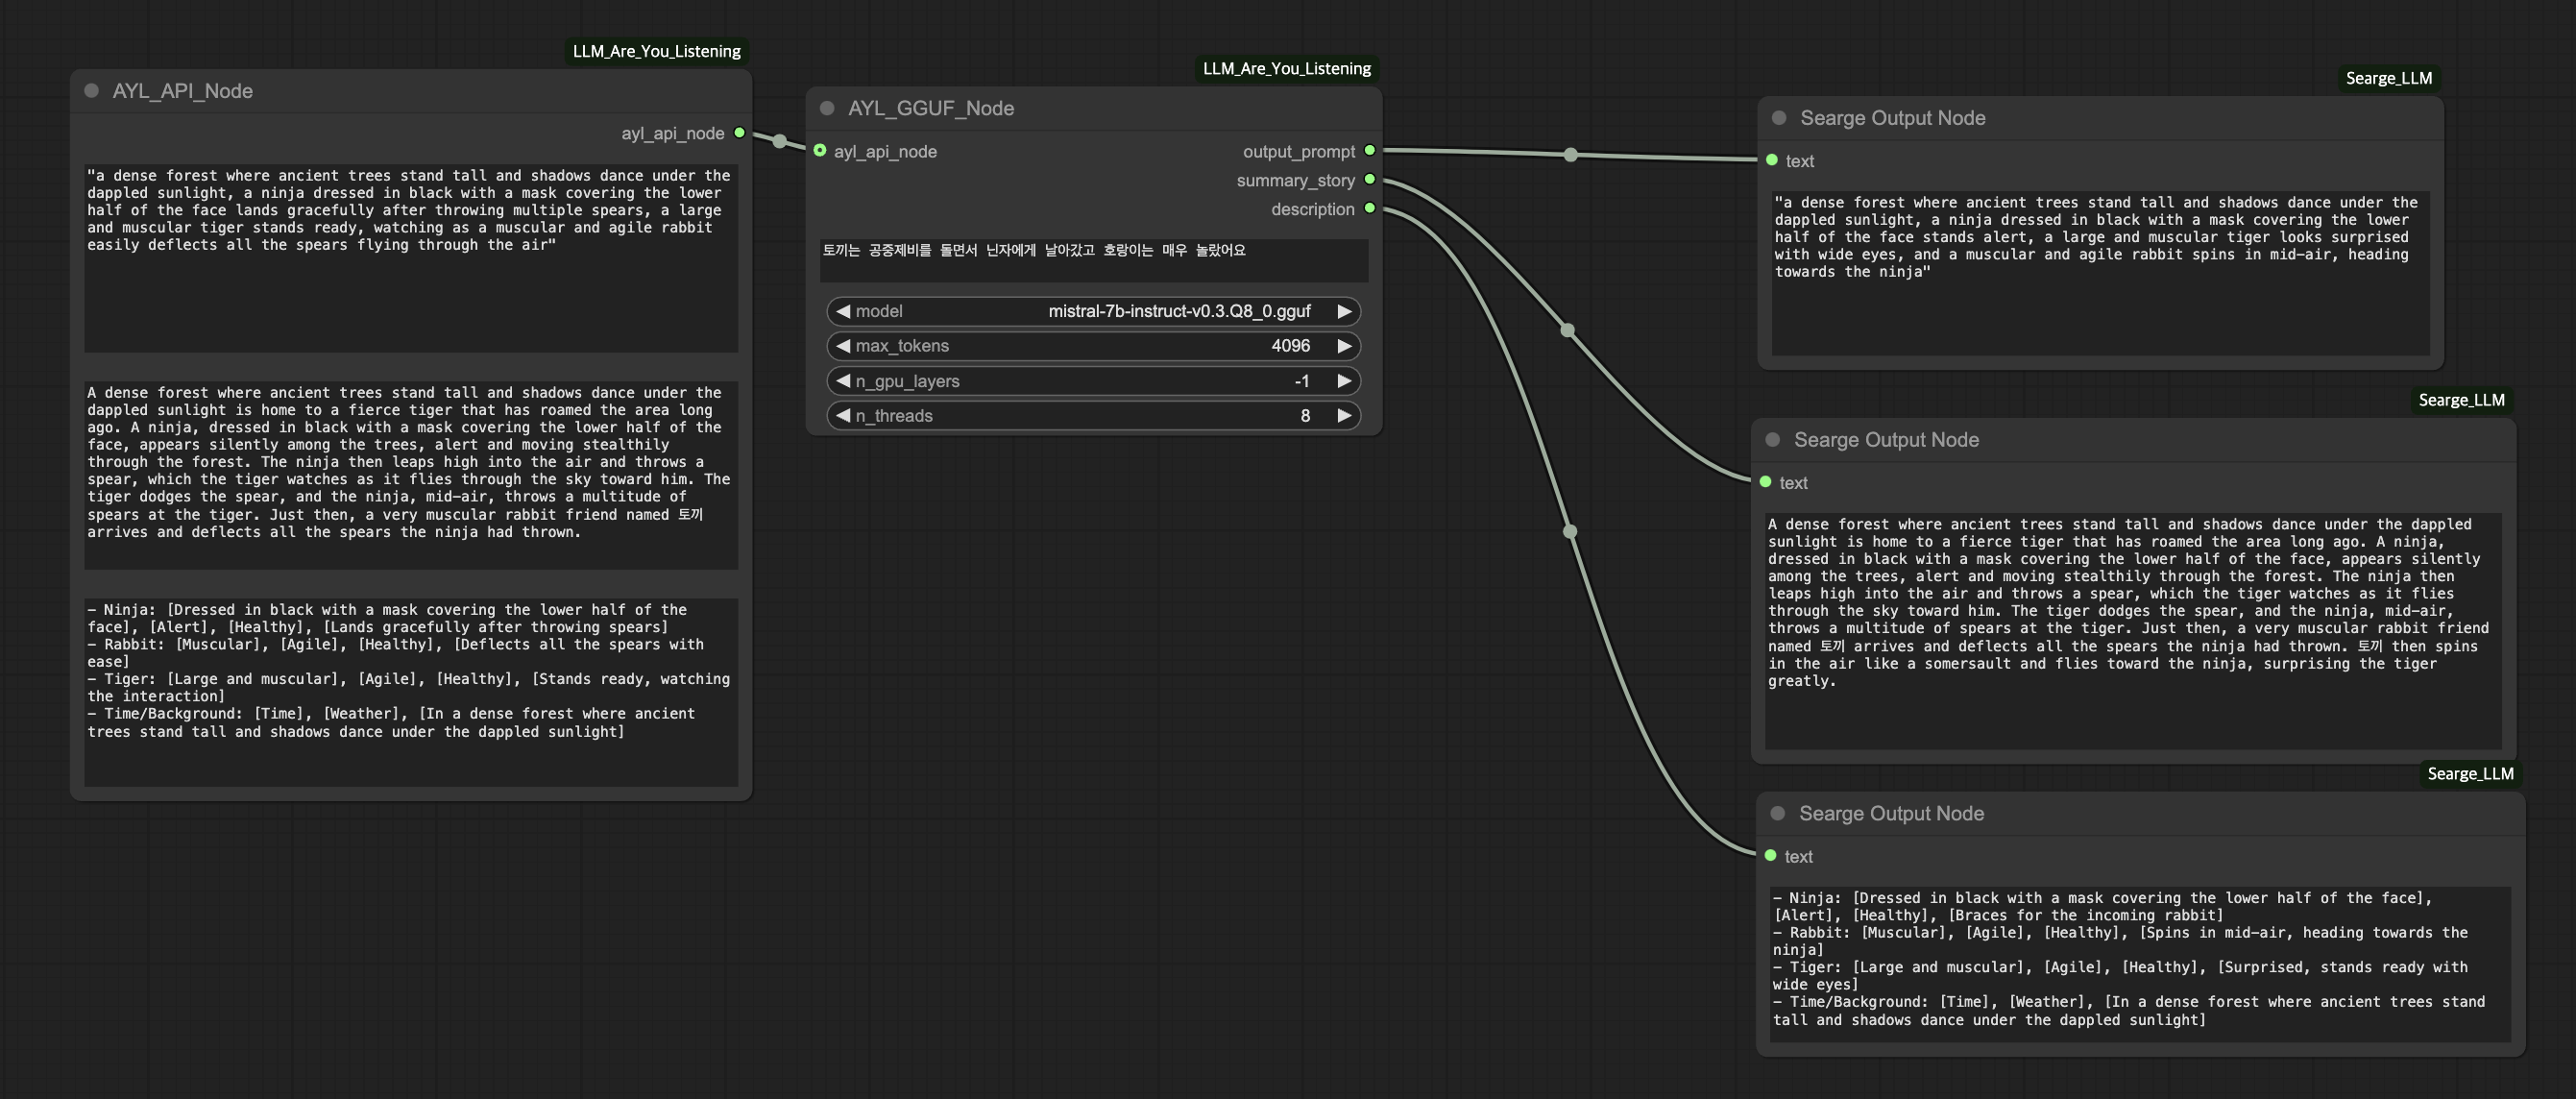 LLM_Are_You_Listening
AYL_API_Node
ayl_api_node
"a dense forest where ancient trees stand tall and shadows dance under the
dappled sunlight, a ninja dressed in black with a mask covering the lower
half of the face lands gracefully after throwing multiple spears, a large
and muscular tiger stands ready, watching as a muscular and agile rabbit
easily deflects all the spears flying through the air"
A dense forest where ancient trees stand tall and shadows dance under the
dappled sunlight is home to a fierce tiger that has roamed the area long
ago. A ninja, dressed in black with a mask covering the lower half of the
face, appears silently among the trees, alert and moving stealthily
through the forest. The ninja then leaps high into the air and throws a
spear, which the tiger watches as it flies through the sky toward him. The
tiger dodges the spear, and the ninja, mid-air, throws a multitude of
spears at the tiger. Just then, a very muscular rabbit friend named 토끼
arrives and deflects all the spears the ninja had thrown.
- Ninja: [Dressed in black with a mask covering the lower half of the
face], [Alert], [Healthy], [Lands gracefully after throwing spears]
- Rabbit: [Muscular], [Agile], [Healthy], [Deflects all the spears with
ease]
- Tiger: [Large and muscular], [Agile], [Healthy], [Stands ready, watching
the interaction]
- Time/Background: [Time], [Weather], [In a dense forest where ancient
trees stand tall and shadows dance under the dappled sunlight]
LLM_Are_You_Listening
AYL_GGUF_Node
ayl_api_node
output_prompt
summary_story
description
토끼는 공중제비를 돌면서 닌자에게 날아갔고 호랑이는 매우 놀랐어요
model mistral-7b-instruct-v0.3.Q8_0.gguf
max_tokens 4096
n_gpu_layers -1
n_threads 8
Searge_LLM
Searge Output Node
text
"a dense forest where ancient trees stand tall and shadows dance under the
dappled sunlight, a ninja dressed in black with a mask covering the lower
half of the face stands alert, a large and muscular tiger looks surprised
with wide eyes, and a muscular and agile rabbit spins in mid-air, heading
towards the ninja"
Searge_LLM
Searge Output Node
text
A dense forest where ancient trees stand tall and shadows dance under the dappled
sunlight is home to a fierce tiger that has roamed the area long ago. A ninja,
dressed in black with a mask covering the lower half of the face, appears silently
among the trees, alert and moving stealthily through the forest. The ninja then
leaps high into the air and throws a spear, which the tiger watches as it flies
through the sky toward him. The tiger dodges the spear, and the ninja, mid-air,
throws a multitude of spears at the tiger. Just then, a very muscular rabbit friend
named 토끼 arrives and deflects all the spears the ninja had thrown. 토끼 then spins
in the air like a somersault and flies toward the ninja, surprising the tiger
greatly.
Searge_LLM
Searge Output Node
text
- Ninja: [Dressed in black with a mask covering the lower half of the face],
[Alert], [Healthy], [Braces for the incoming rabbit]
- Rabbit: [Muscular], [Agile], [Healthy], [Spins in mid-air, heading towards the
ninja]
- Tiger: [Large and muscular], [Agile], [Healthy], [Surprised, stands ready with
wide eyes]
- Time/Background: [Time], [Weather], [In a dense forest where ancient trees stand
tall and shadows dance under the dappled sunlight]